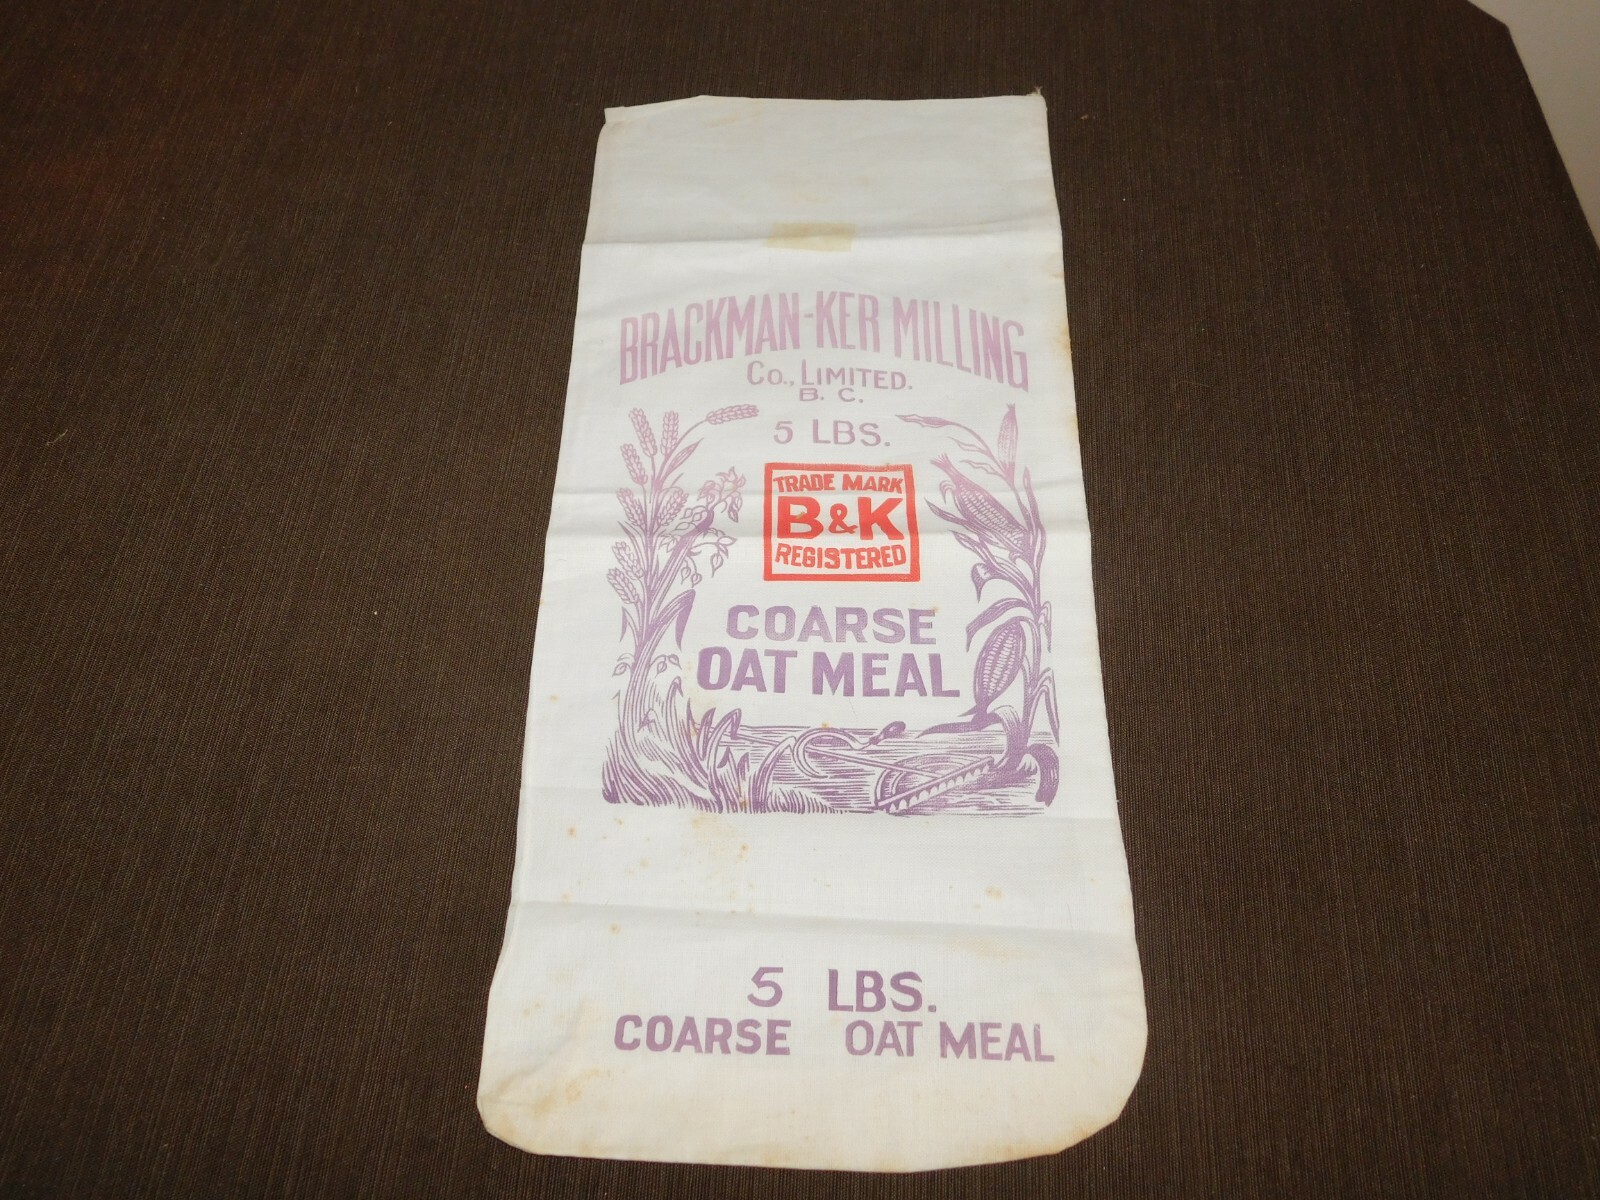 BRACKMAN-KER MILLING
CO., LIMITED.
B. C.
5 LBS.
TRADE MARK
B&K
REGISTERED
COARSE
OAT MEAL
5 LBS.
COARSE OAT MEAL